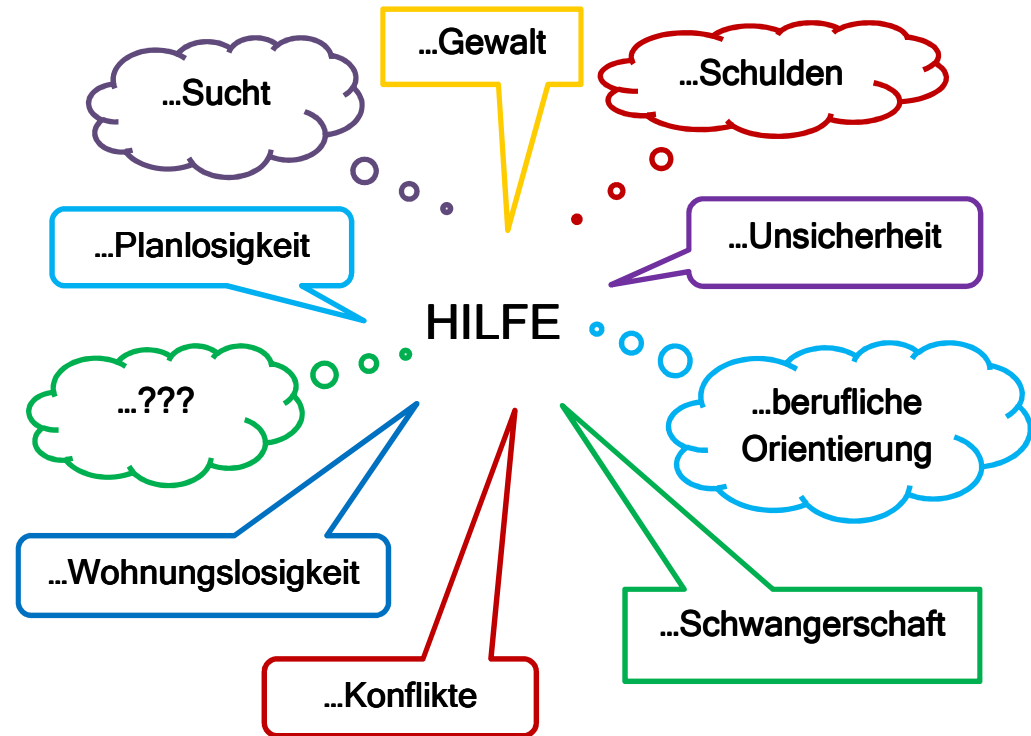 ...Gewalt
...Sucht
...Schulden
...Planlosigkeit
...Unsicherheit
HILFE
...???
...berufliche
Orientierung
...Wohnungslosigkeit
...Schwangerschaft
...Konflikte